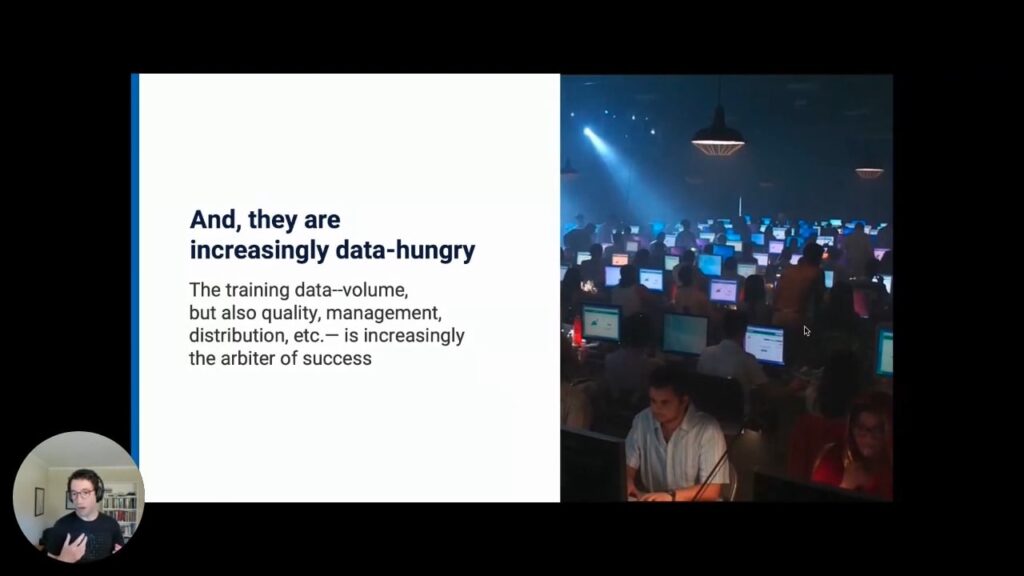 And, they are
increasingly data-hungry
The training data--volume,
but also quality, management,
distribution, etc.— is increasingly
the arbiter of success